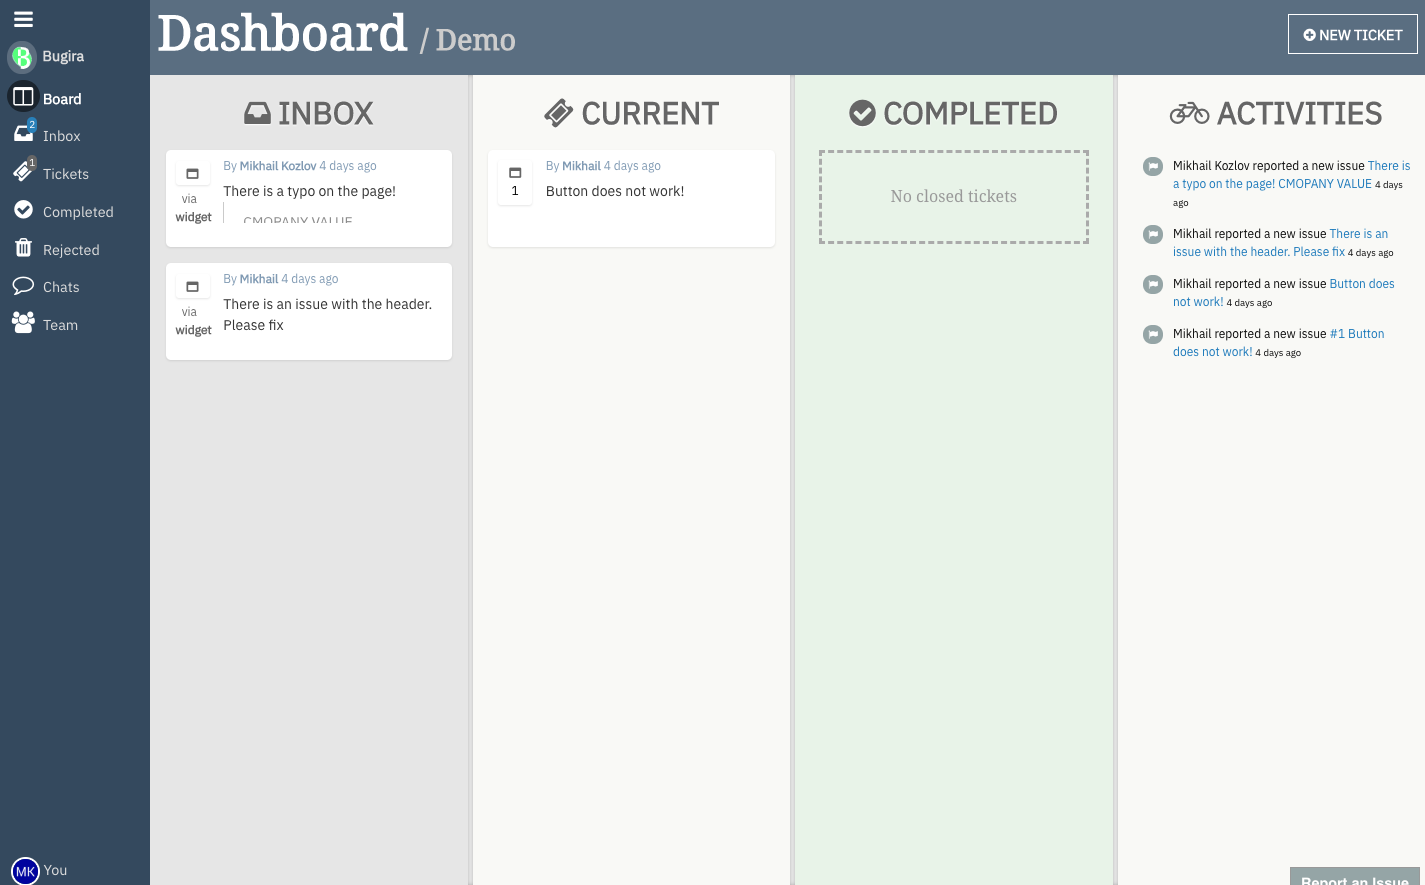 Bugira
Board
2
Inbox
1
Tickets
Completed
Rejected
Chats
Team
MK You
Dashboard / Demo
NEW TICKET
INBOX
By Mikhail Kozlov 4 days ago
There is a typo on the page!
via
widget
CMOPANY VALUE
By Mikhail 4 days ago
There is an issue with the header.
Please fix
via
widget
CURRENT
By Mikhail 4 days ago
1
Button does not work!
COMPLETED
No closed tickets
ACTIVITIES
Mikhail Kozlov reported a new issue There is
a typo on the page! CMOPANY VALUE 4 days
ago
Mikhail reported a new issue There is an
issue with the header. Please fix 4 days ago
Mikhail reported a new issue Button does
not work! 4 days ago
Mikhail reported a new issue #1 Button
does not work! 4 days ago
Report an Issue